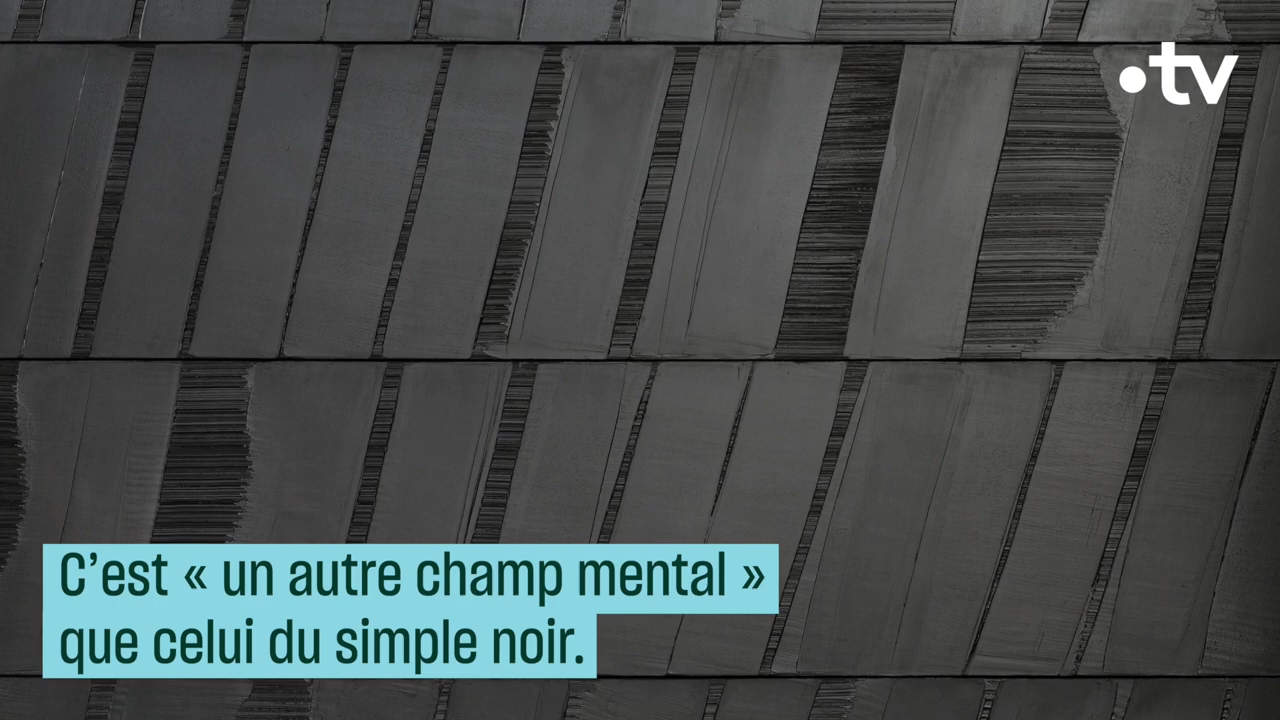 tv
C’est « un autre champ mental »
que celui du simple noir.